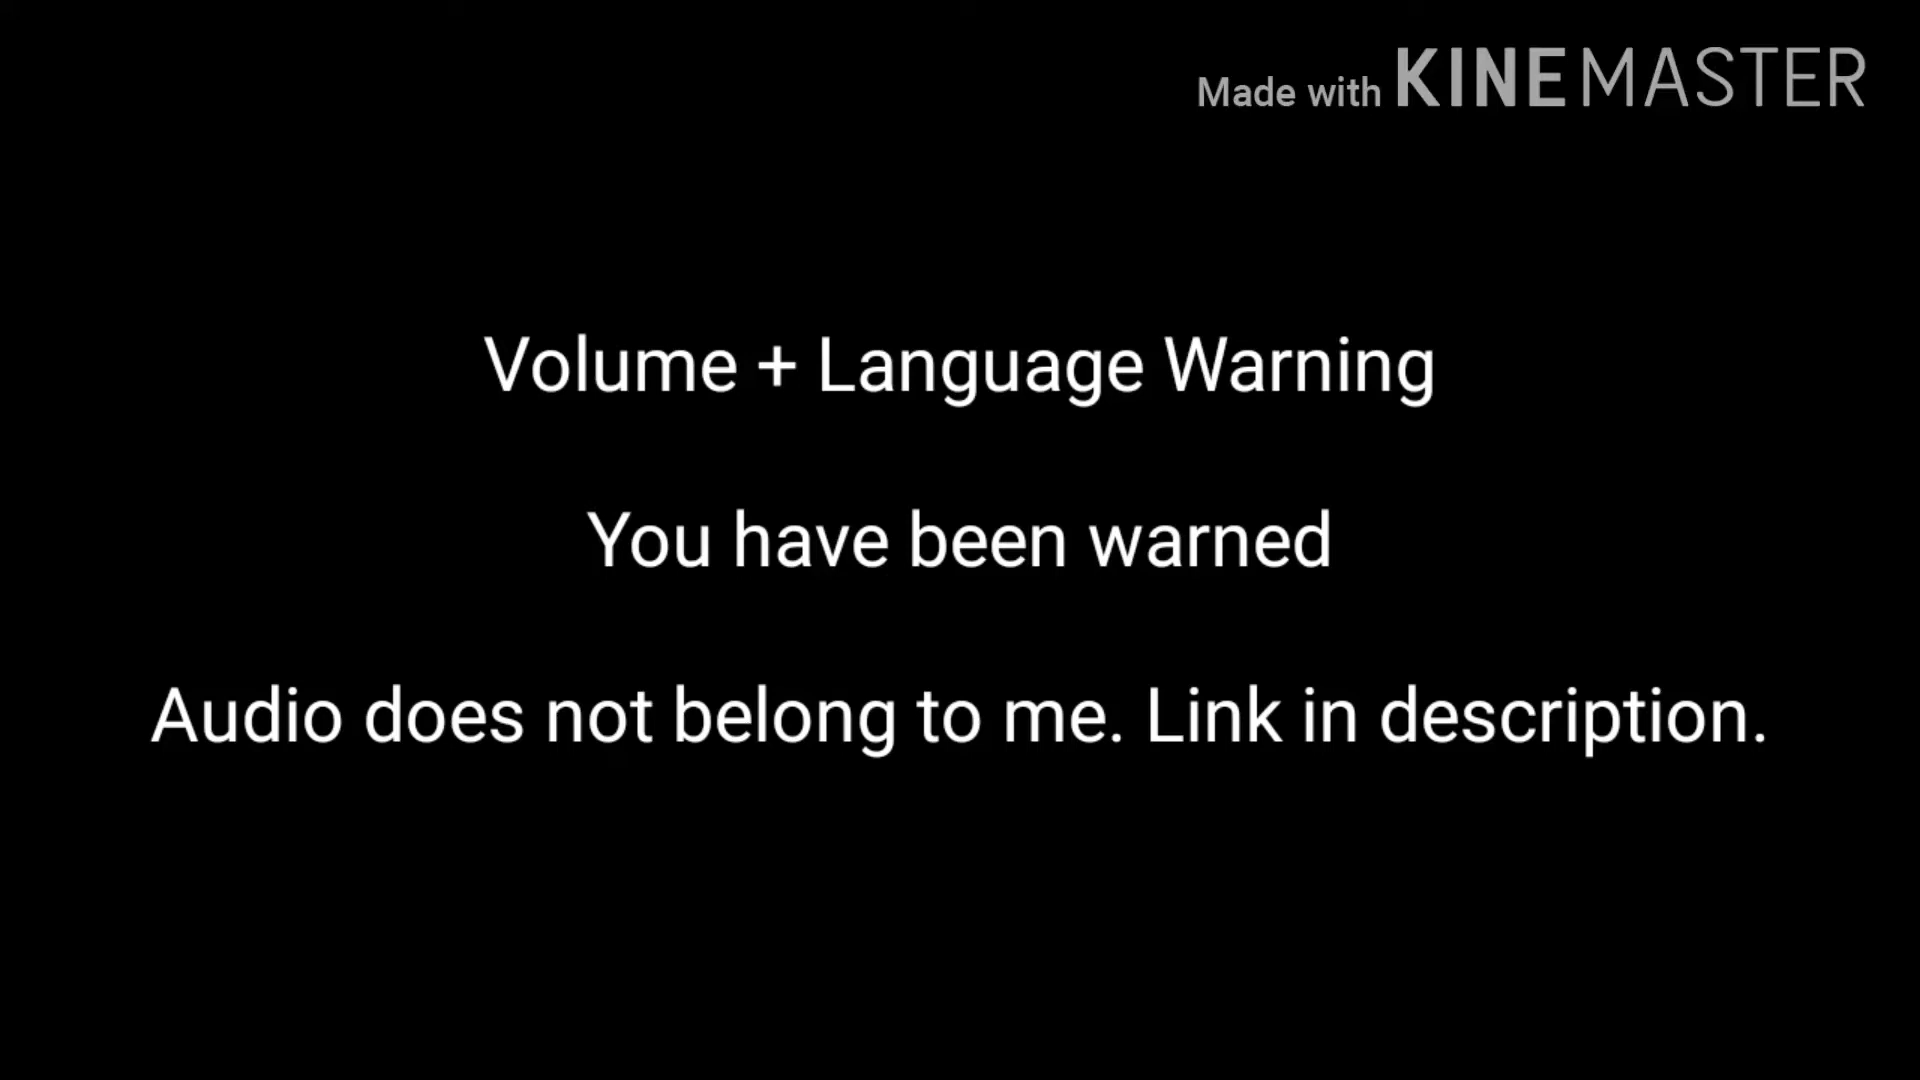 Made with KINEMASTER
Volume + Language Warning
You have been warned
Audio does not belong to me. Link in description.